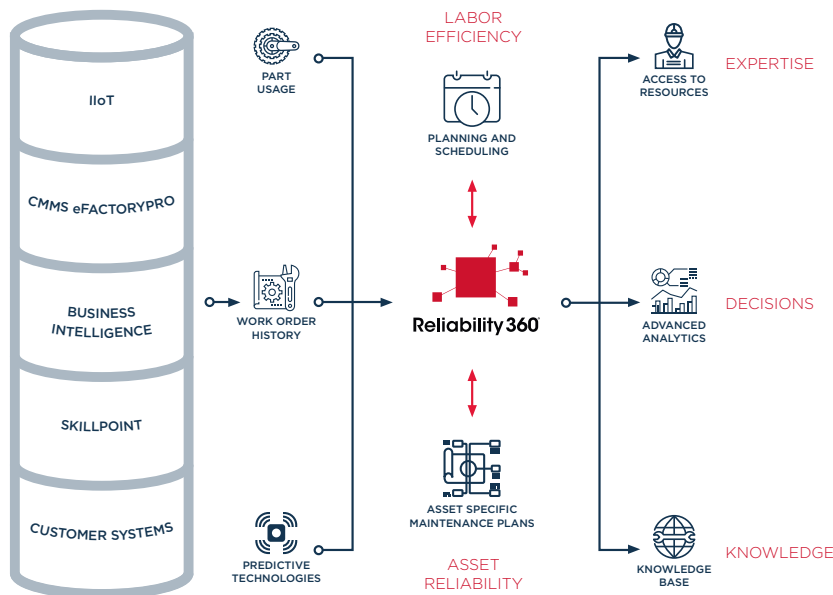 IIoT
CMMS eFACTORYPRO
BUSINESS
INTELLIGENCE
SKILLPOINT
CUSTOMER SYSTEMS
PART
USAGE
WORK ORDER
HISTORY
PREDICTIVE
TECHNOLOGIES
LABOR
EFFICIENCY
PLANNING AND
SCHEDULING
Reliability 360
ASSET SPECIFIC
MAINTENANCE PLANS
ASSET
RELIABILITY
ACCESS TO
RESOURCES
EXPERTISE
ADVANCED
ANALYTICS
DECISIONS
KNOWLEDGE
BASE
KNOWLEDGE